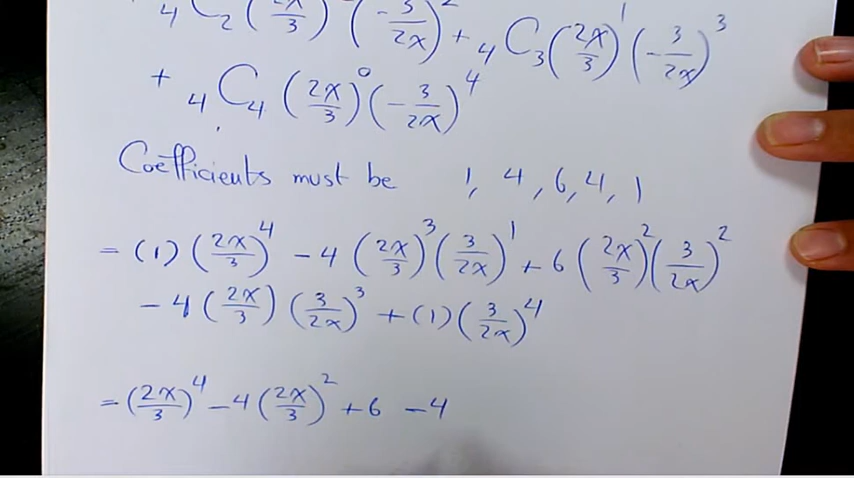 ₄C₂(2x/3)²(-3/2x)² + ₄C₃(2x/3)¹(-3/2x)³
+ ₄C₄(2x/3)⁰(-3/2x)⁴
Coefficients must be 1, 4, 6, 4, 1
= (1)(2x/3)⁴ - 4(2x/3)³(3/2x)¹ + 6(2x/3)²(3/2x)²
- 4(2x/3)(3/2x)³ + (1)(3/2x)⁴
= (2x/3)⁴ - 4(2x/3)² + 6 - 4